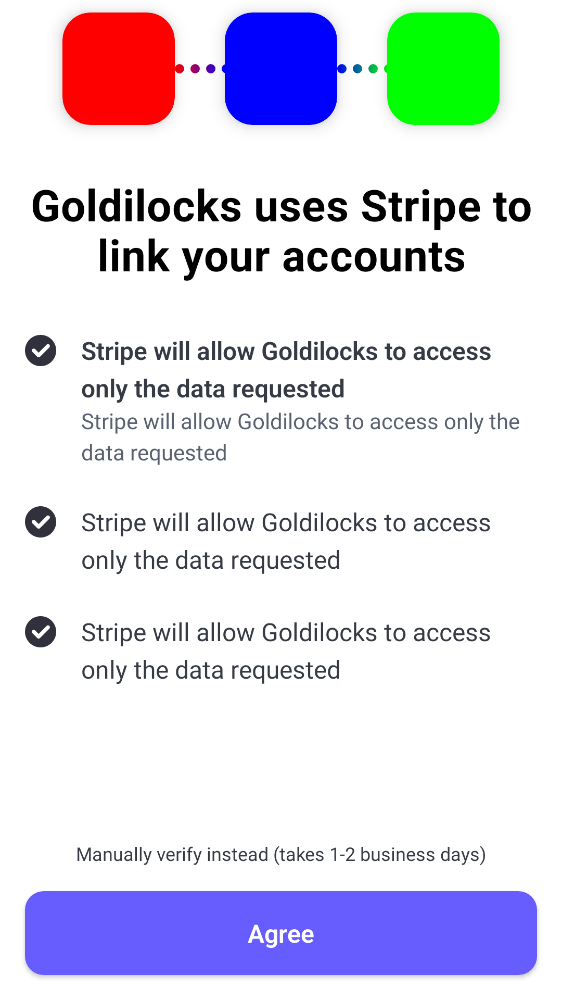 Goldilocks uses Stripe to
link your accounts
Stripe will allow Goldilocks to access
only the data requested
Stripe will allow Goldilocks to access only the
data requested
Stripe will allow Goldilocks to access
only the data requested
Stripe will allow Goldilocks to access
only the data requested
Manually verify instead (takes 1-2 business days)
Agree